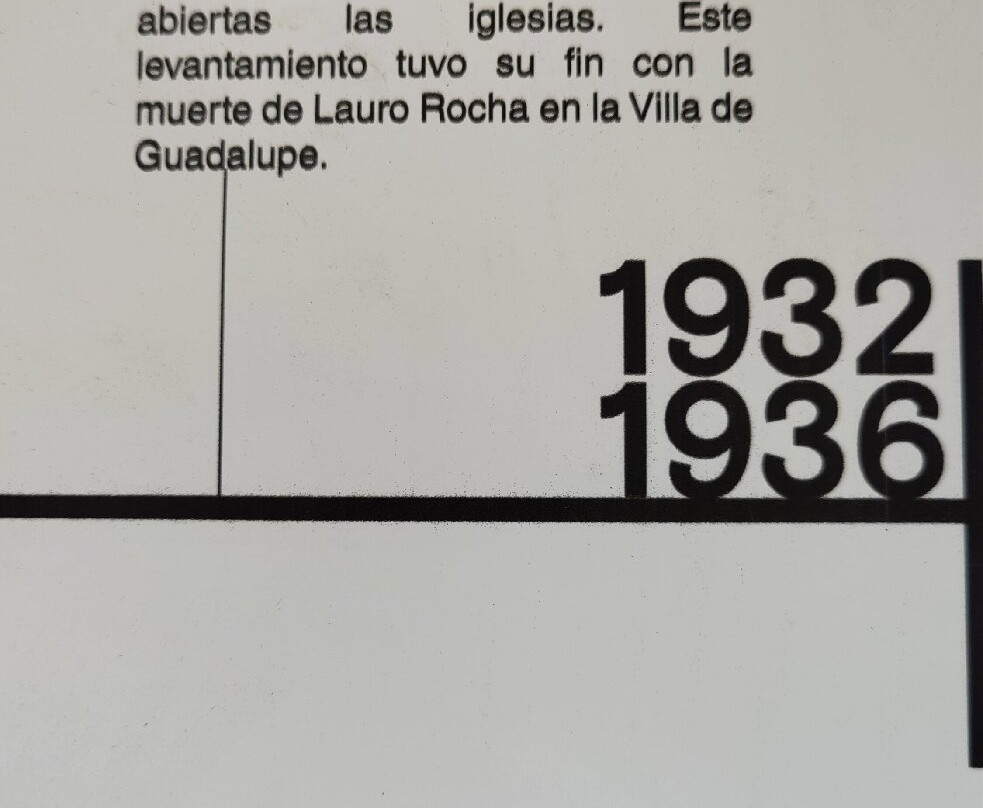 abiertas las iglesias. Este
levantamiento tuvo su fin con la
muerte de Lauro Rocha en la Villa de
Guadalupe.
1932
1936